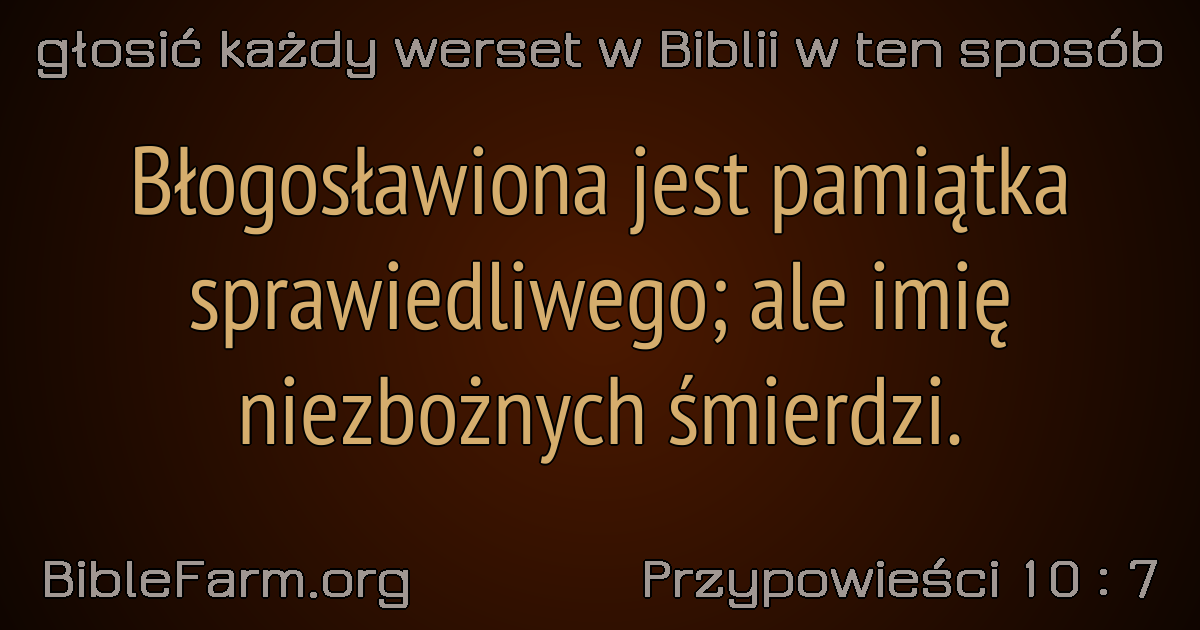 głosić każdy werset w Biblii w ten sposób
Błogosławiona jest pamiątka
sprawiedliwego; ale imię
niezbożnych śmierdzi.
BibleFarm.org
Przypowieści 10 : 7